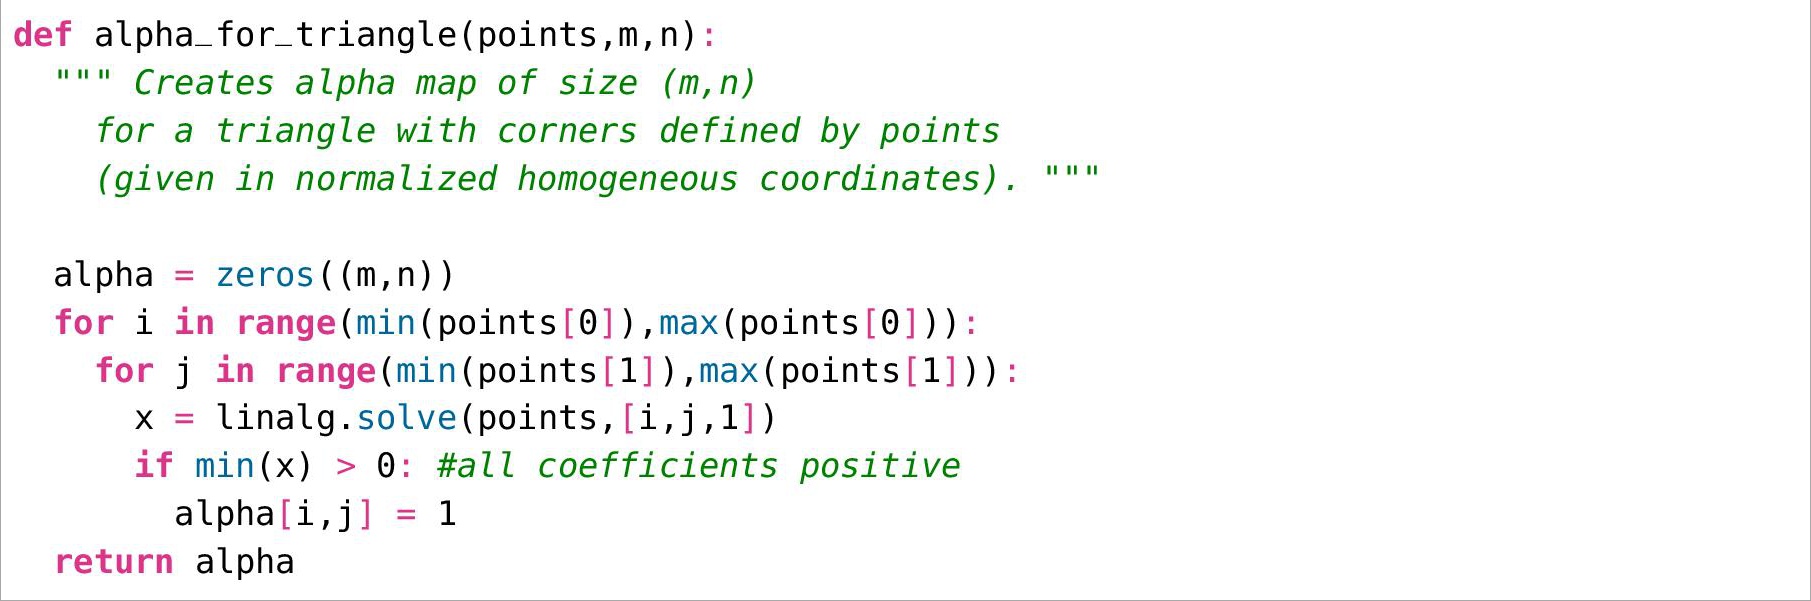 def alpha_for_triangle(points,m,n):
  """ Creates alpha map of size (m,n)
    for a triangle with corners defined by points
    (given in normalized homogeneous coordinates). """

  alpha = zeros((m,n))
  for i in range(min(points[0]),max(points[0])):
    for j in range(min(points[1]),max(points[1])):
      x = linalg.solve(points,[i,j,1])
      if min(x) > 0: #all coefficients positive
        alpha[i,j] = 1
  return alpha